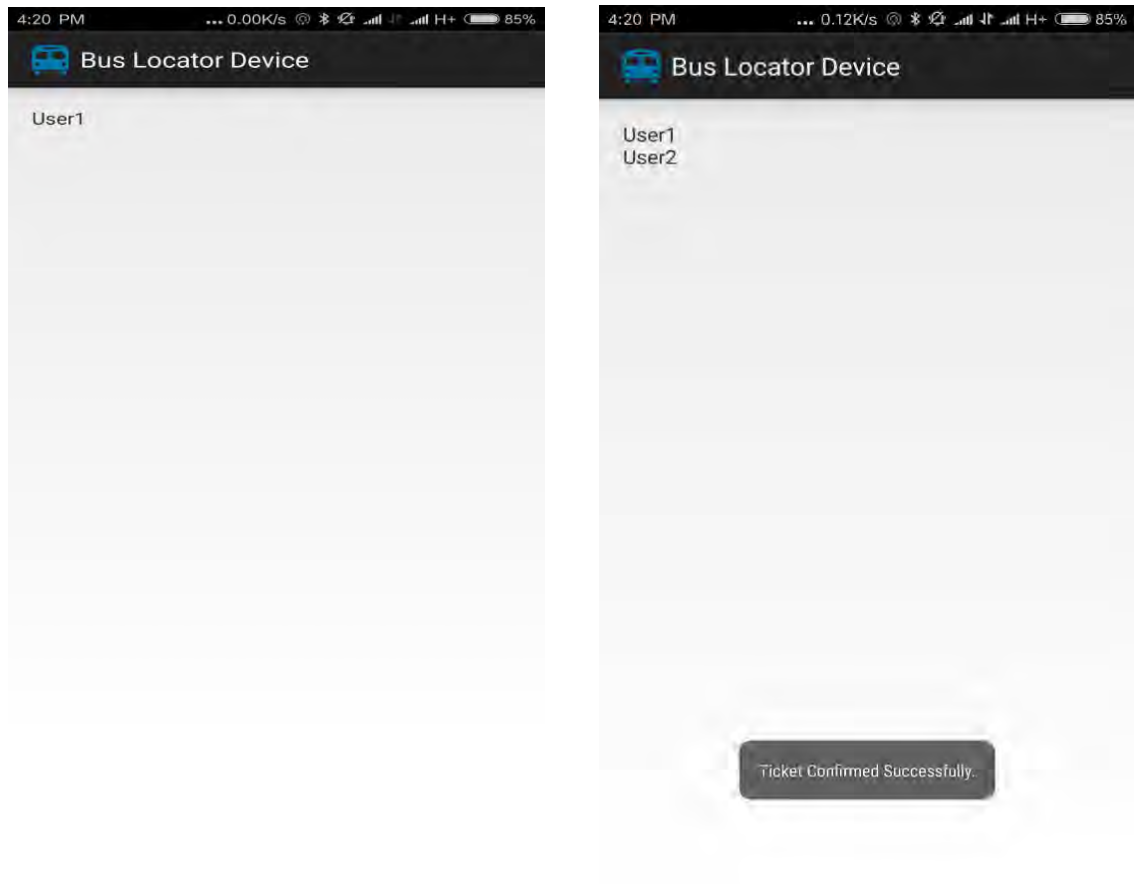 4:20 PM ... 0.00K/s H+ 85%
Bus Locator Device
User1
4:20 PM ... 0.12K/s H+ 85%
Bus Locator Device
User1
User2
Ticket Confirmed Successfully.